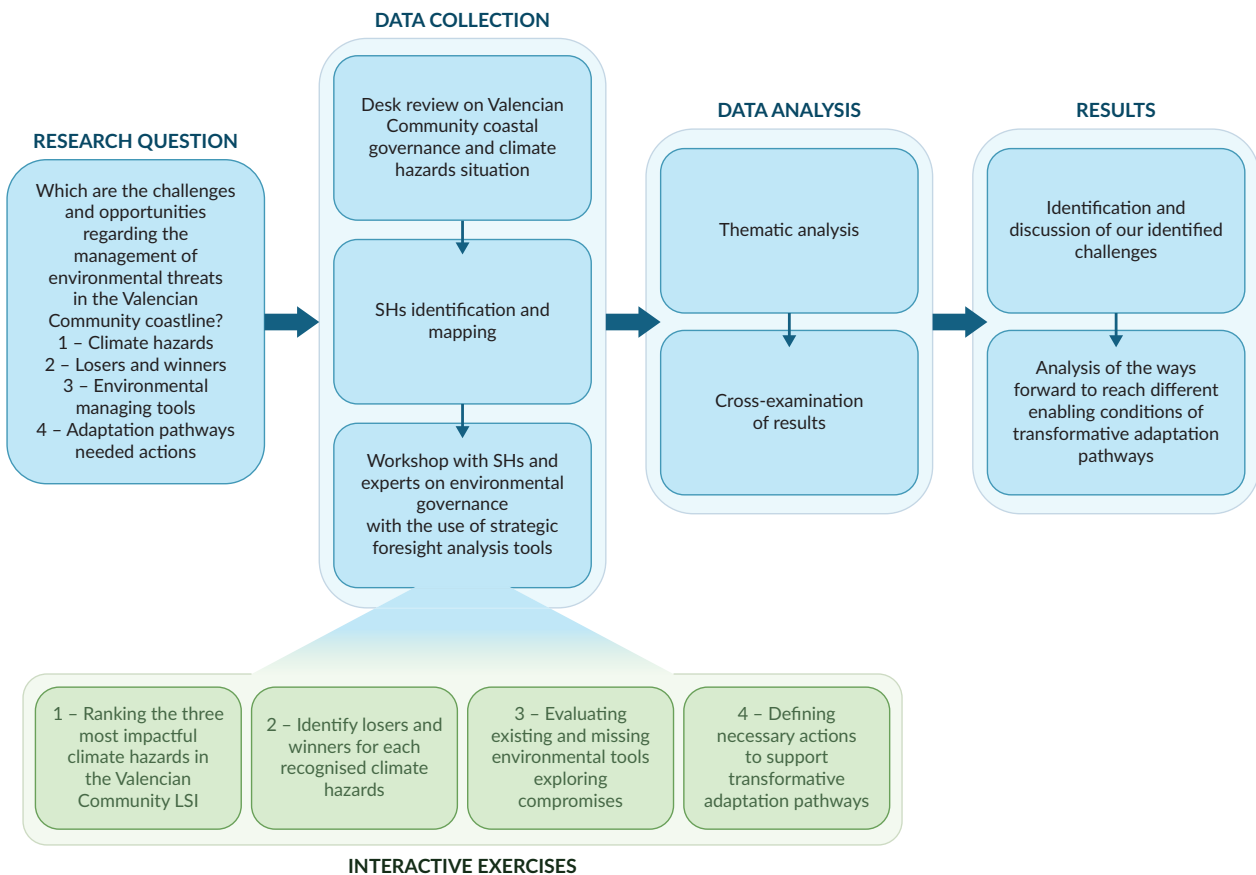 RESEARCH QUESTION
Which are the challenges
and opportunities
regarding the
management of
environmental threats
in the Valencian
Community coastline?
1 – Climate hazards
2 – Losers and winners
3 – Environmental
managing tools
4 – Adaptation pathways
needed actions
DATA COLLECTION
Desk review on Valencian
Community coastal
governance and climate
hazards situation
SHs identification and
mapping
Workshop with SHs and
experts on environmental
governance
with the use of strategic
foresight analysis tools
DATA ANALYSIS
Thematic analysis
Cross-examination
of results
RESULTS
Identification and
discussion of our identified
challenges
Analysis of the ways
forward to reach different
enabling conditions of
transformative adaptation
pathways
1 – Ranking the three
most impactful
climate hazards in
the Valencian
Community LSI
2 – Identify losers and
winners for each
recognised climate
hazards
3 – Evaluating
existing and missing
environmental tools
exploring
compromises
4 – Defining
necessary actions
to support
transformative
adaptation pathways
INTERACTIVE EXERCISES